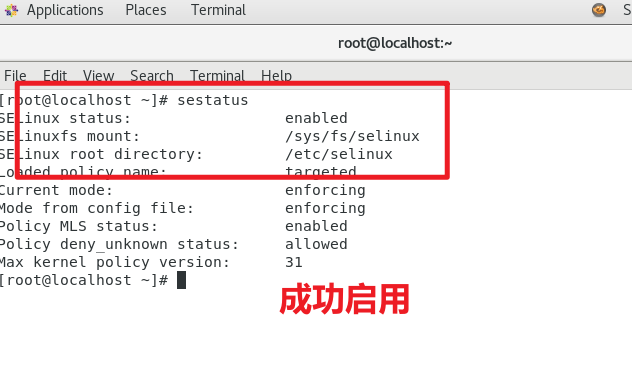 Applications Places Terminal S
root@localhost:~
File Edit View Search Terminal Help
[root@localhost ~]# sestatus
SELinux status: enabled
SELinuxfs mount: /sys/fs/selinux
SELinux root directory: /etc/selinux
Loaded policy name: targeted
Current mode: enforcing
Mode from config file: enforcing
Policy MLS status: enabled
Policy deny_unknown status: allowed
Max kernel policy version: 31
[root@localhost ~]#
成功启用